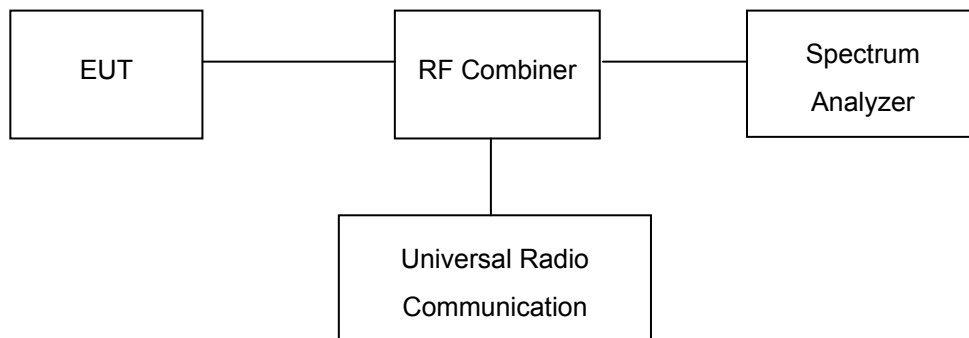 EUT
RF Combiner
Spectrum
Analyzer
Universal Radio
Communication